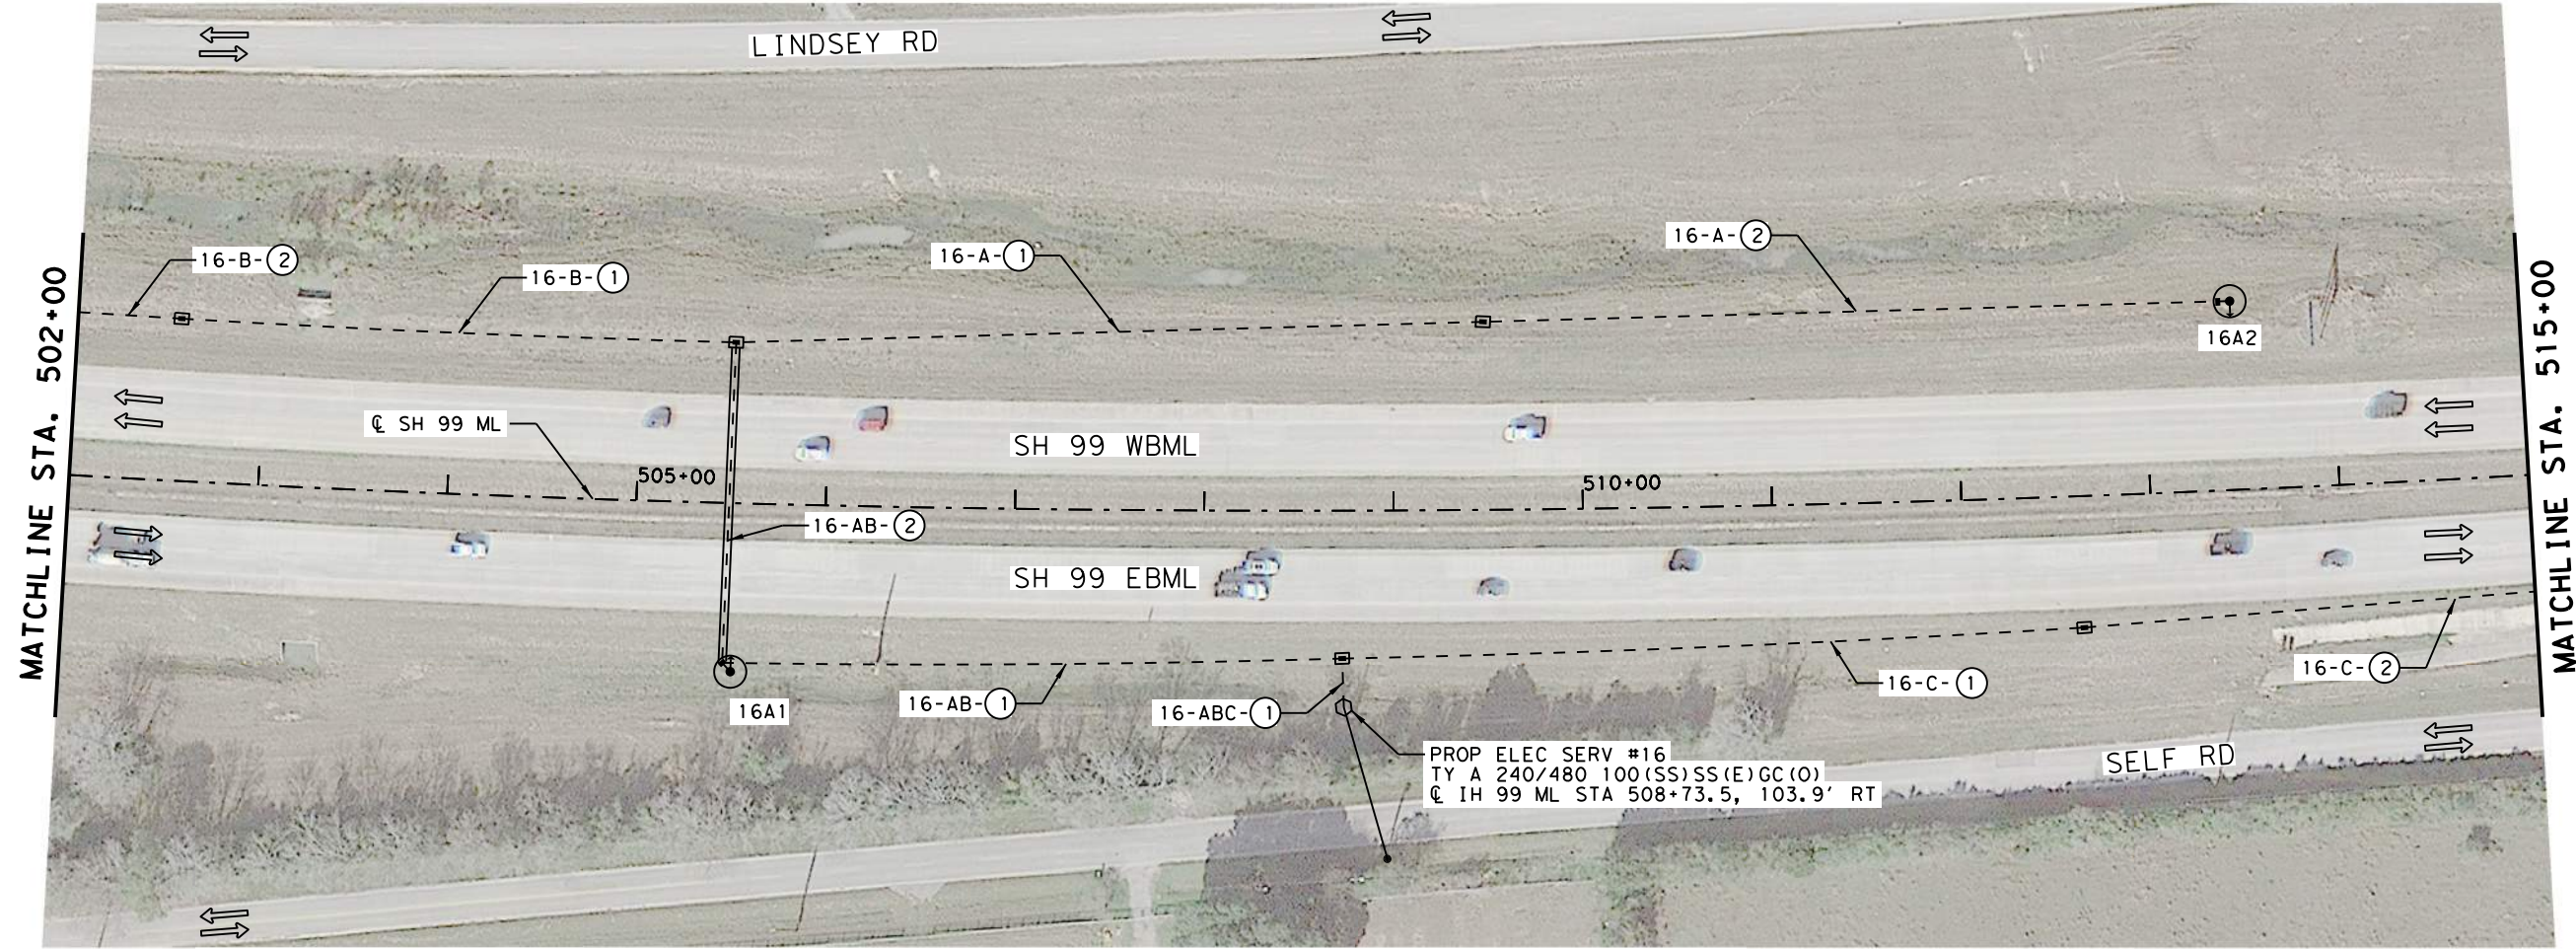 LINDSEY RD
16-A-2
16-B-2
16-A-1
16-B-1
16A2
MATCHLINE STA. 502+00
MATCHLINE STA. 515+00
℄ SH 99 ML
SH 99 WBML
505+00
510+00
16-AB-2
SH 99 EBML
16-C-2
16-C-1
16A1
16-AB-1
16-ABC-1
PROP ELEC SERV #16
TY A 240/480 100(SS)SS(E)GC(O)
℄ IH 99 ML STA 508+73.5, 103.9' RT
SELF RD